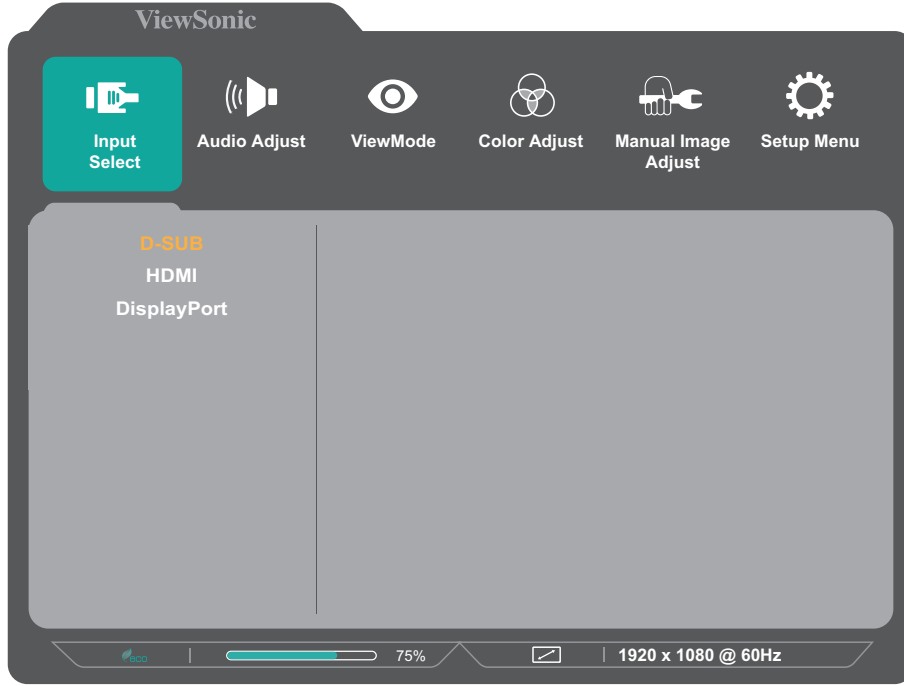 ViewSonic
Input
Select
Audio Adjust
ViewMode
Color Adjust
Manual Image
Adjust
Setup Menu
D-SUB
HDMI
DisplayPort
eco
75%
1920 x 1080 @ 60Hz